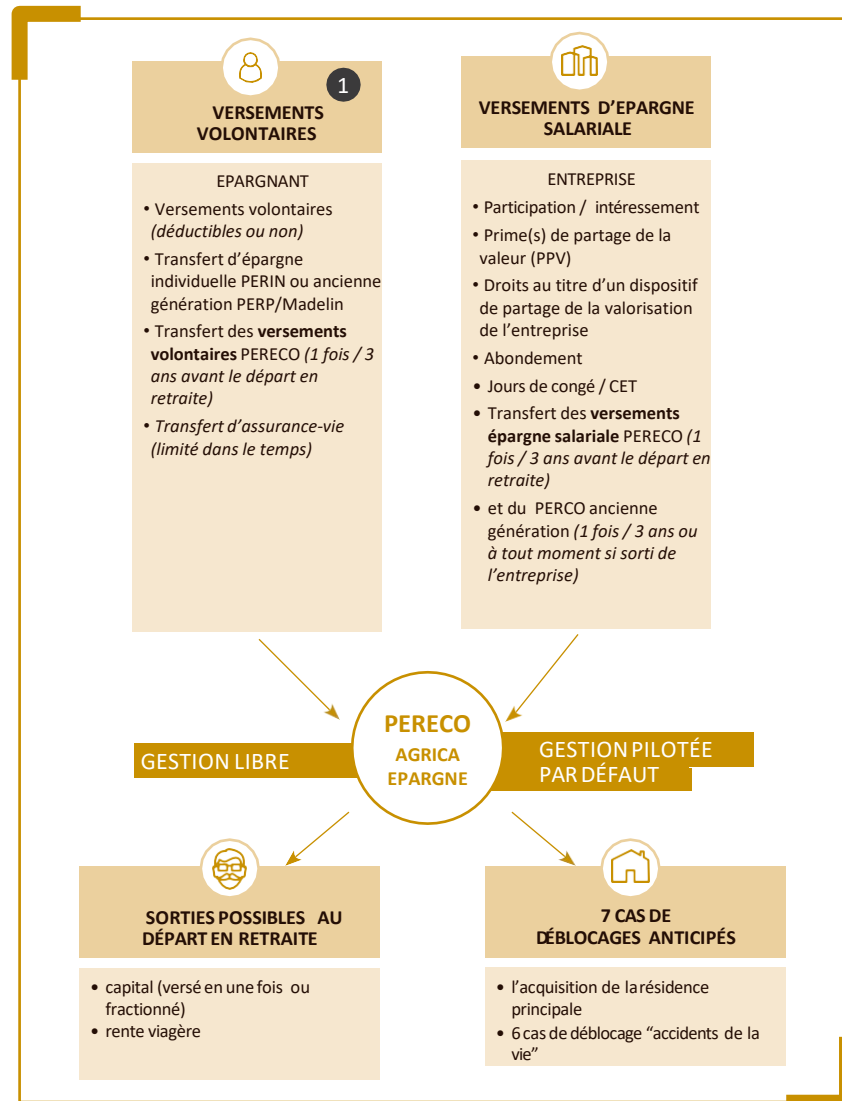 1
VERSEMENTS
VOLONTAIRES
EPARGNANT
• Versements volontaires
(déductibles ou non)
• Transfert d’épargne
individuelle PERIN ou ancienne
génération PERP/Madelin
• Transfert des versements
volontaires PERECO (1 fois / 3
ans avant le départ en
retraite)
• Transfert d’assurance-vie
(limité dans le temps)
VERSEMENTS D’EPARGNE
SALARIALE
ENTREPRISE
• Participation / intéressement
• Prime(s) de partage de la
valeur (PPV)
• Droits au titre d’un dispositif
de partage de la valorisation
de l’entreprise
• Abondement
• Jours de congé / CET
• Transfert des versements
épargne salariale PERECO (1
fois / 3 ans avant le départ en
retraite)
• et du PERCO ancienne
génération (1 fois / 3 ans ou
à tout moment si sorti de
l’entreprise)
GESTION LIBRE
PERECO
AGRICA
EPARGNE
GESTION PILOTÉE
PAR DÉFAUT
SORTIES POSSIBLES AU
DÉPART EN RETRAITE
• capital (versé en une fois ou
fractionné)
• rente viagère
7 CAS DE
DÉBLOCAGES ANTICIPÉS
• l’acquisition de la résidence
principale
• 6 cas de déblocage “accidents de la
vie”